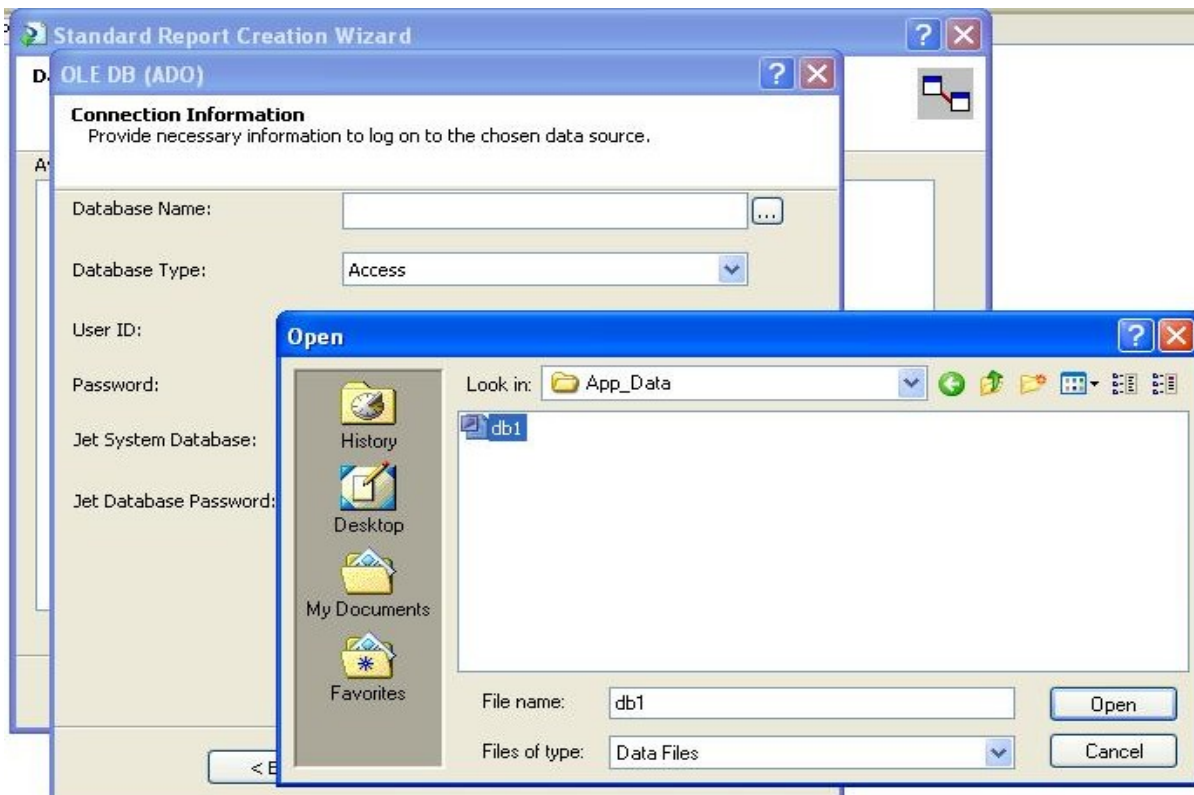 Standard Report Creation Wizard
OLE DB (ADO)
Connection Information
Provide necessary information to log on to the chosen data source.
Database Name:
...
Database Type:
Access
User ID:
Password:
Jet System Database:
Jet Database Password:
Open
Look in:
App_Data
History
Desktop
My Documents
Favorites
db1
File name:
db1
Open
Files of type:
Data Files
Cancel